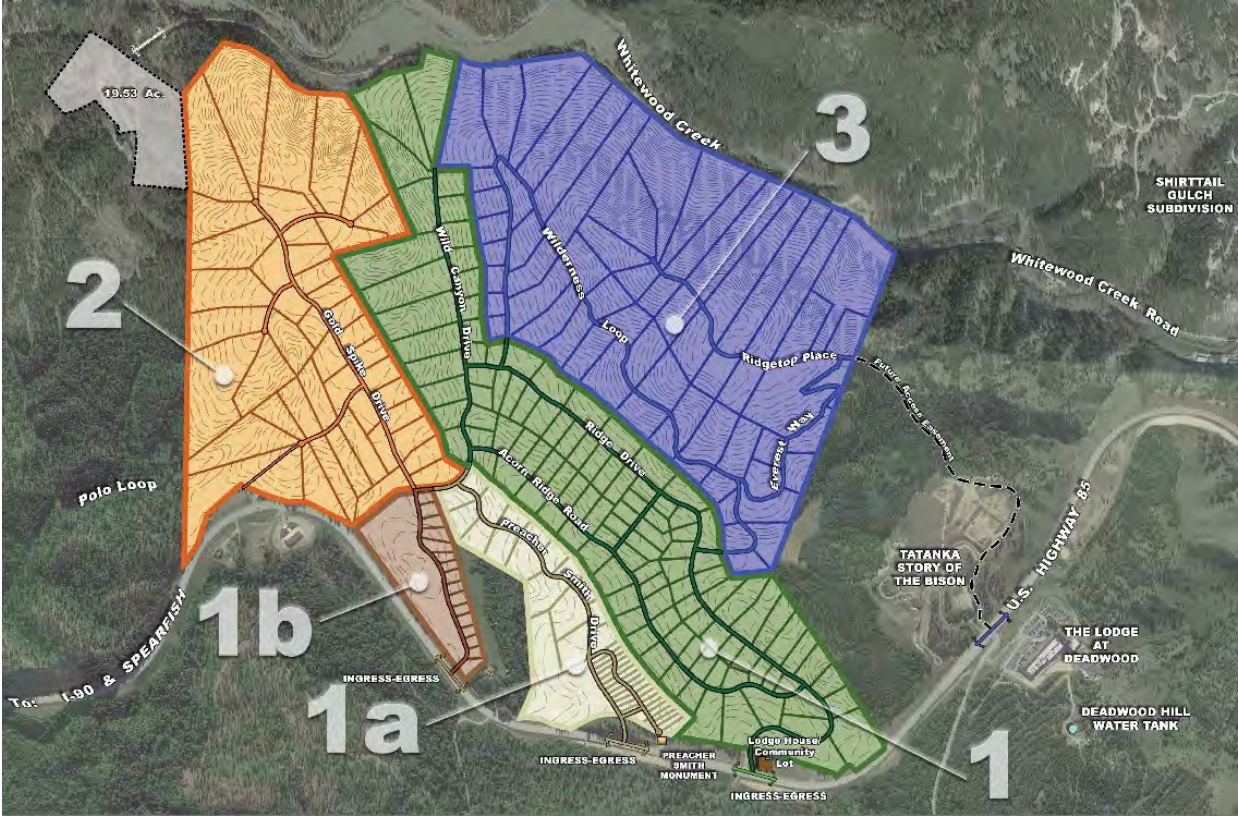 19.53 Ac.
Whitewood Creek
3
SHIRTTAIL
GULCH
SUBDIVISION
Whitewood Creek Road
2
Wild Canyon Drive
Wilderness Loop
Gold Spike Drive
Ridgetop Place
Future Access Easement
Everest Way
Ridge Drive
Acorn Ridge Road
Polo Loop
Preacher Smith Drive
TATANKA
STORY OF
THE BISON
U.S. HIGHWAY 85
THE LODGE
AT
DEADWOOD
DEADWOOD HILL
WATER TANK
1b
To: I-90 & SPEARFISH
INGRESS-EGRESS
1a
INGRESS-EGRESS
PREACHER
SMITH
MONUMENT
Lodge House/
Community
Lot
INGRESS-EGRESS
1